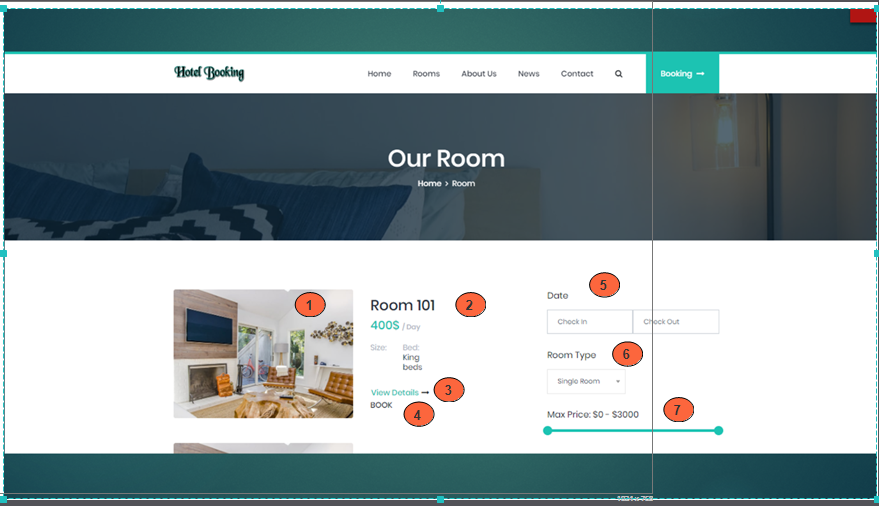 Hotel Booking
Home Rooms About Us News Contact Booking →
Our Room
Home > Room
1
Room 101 2
400$ / Day
Size: Bed:
King
beds
View Details → 3
BOOK
4
5
Date
Check In Check Out
Room Type 6
Single Room
Max Price: $0 - $3000 7